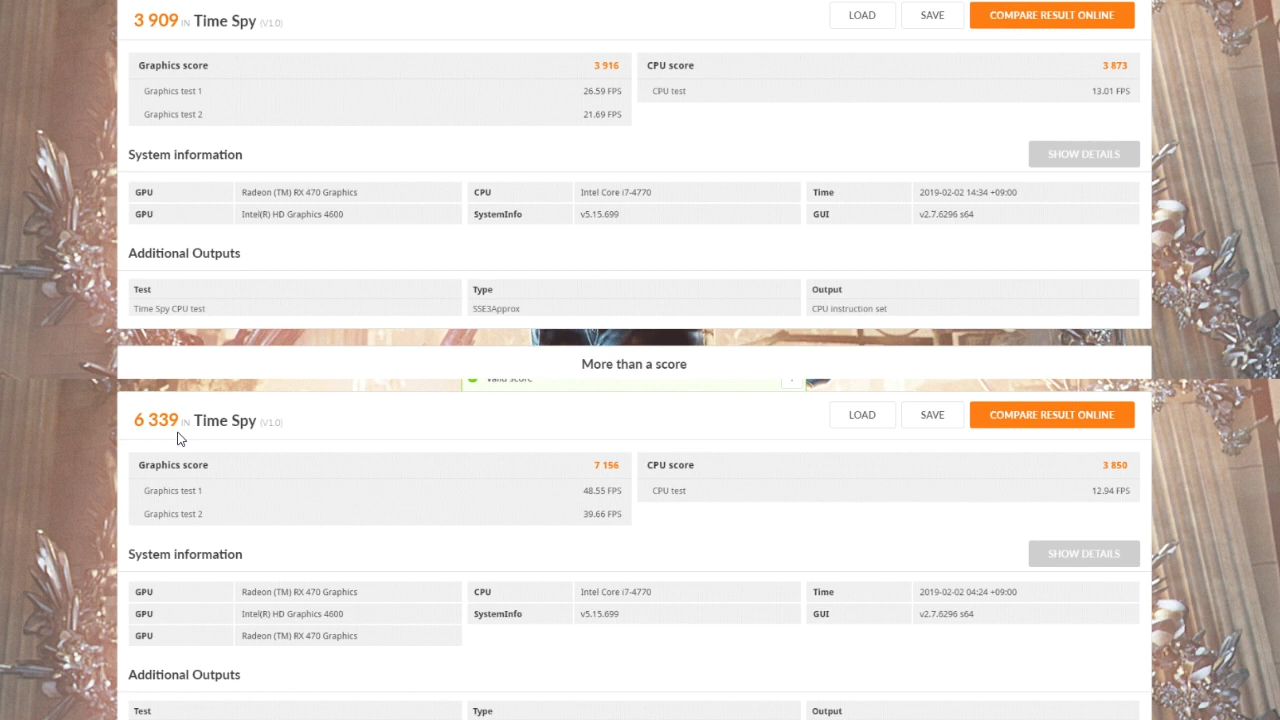 3 909 IN Time Spy (V1.0)
LOAD
SAVE
COMPARE RESULT ONLINE
Graphics score 3 916
Graphics test 1 26.59 FPS
Graphics test 2 21.69 FPS
CPU score 3 873
CPU test 13.01 FPS
System information
SHOW DETAILS
GPU Radeon (TM) RX 470 Graphics CPU Intel Core i7-4770 Time 2019-02-02 14:34 +09:00
GPU Intel(R) HD Graphics 4600 SystemInfo v5.15.699 GUI v2.7.6296 s64
Additional Outputs
Test Type Output
Time Spy CPU test SSE3Approx CPU instruction set
More than a score
Valid score
6 339 IN Time Spy (V1.0)
LOAD
SAVE
COMPARE RESULT ONLINE
Graphics score 7 156
Graphics test 1 48.55 FPS
Graphics test 2 39.66 FPS
CPU score 3 850
CPU test 12.94 FPS
System information
SHOW DETAILS
GPU Radeon (TM) RX 470 Graphics CPU Intel Core i7-4770 Time 2019-02-02 04:24 +09:00
GPU Intel(R) HD Graphics 4600 SystemInfo v5.15.699 GUI v2.7.6296 s64
GPU Radeon (TM) RX 470 Graphics
Additional Outputs
Test Type Output